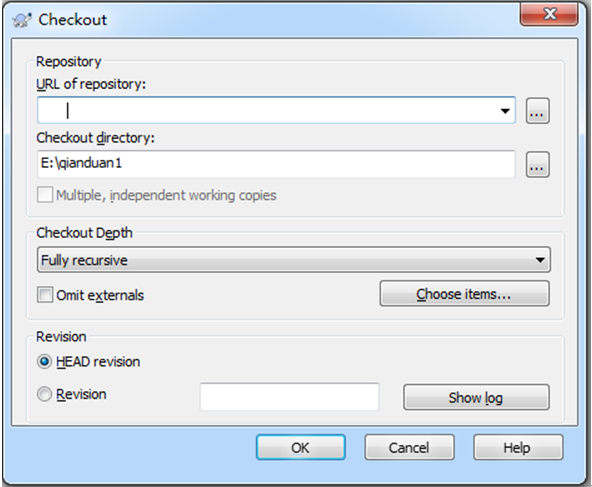 Checkout
Repository
URL of repository:
...
Checkout directory:
E:\qianduan1
...
Multiple, independent working copies
Checkout Depth
Fully recursive
Omit externals
Choose items...
Revision
HEAD revision
Revision
Show log
OK Cancel Help